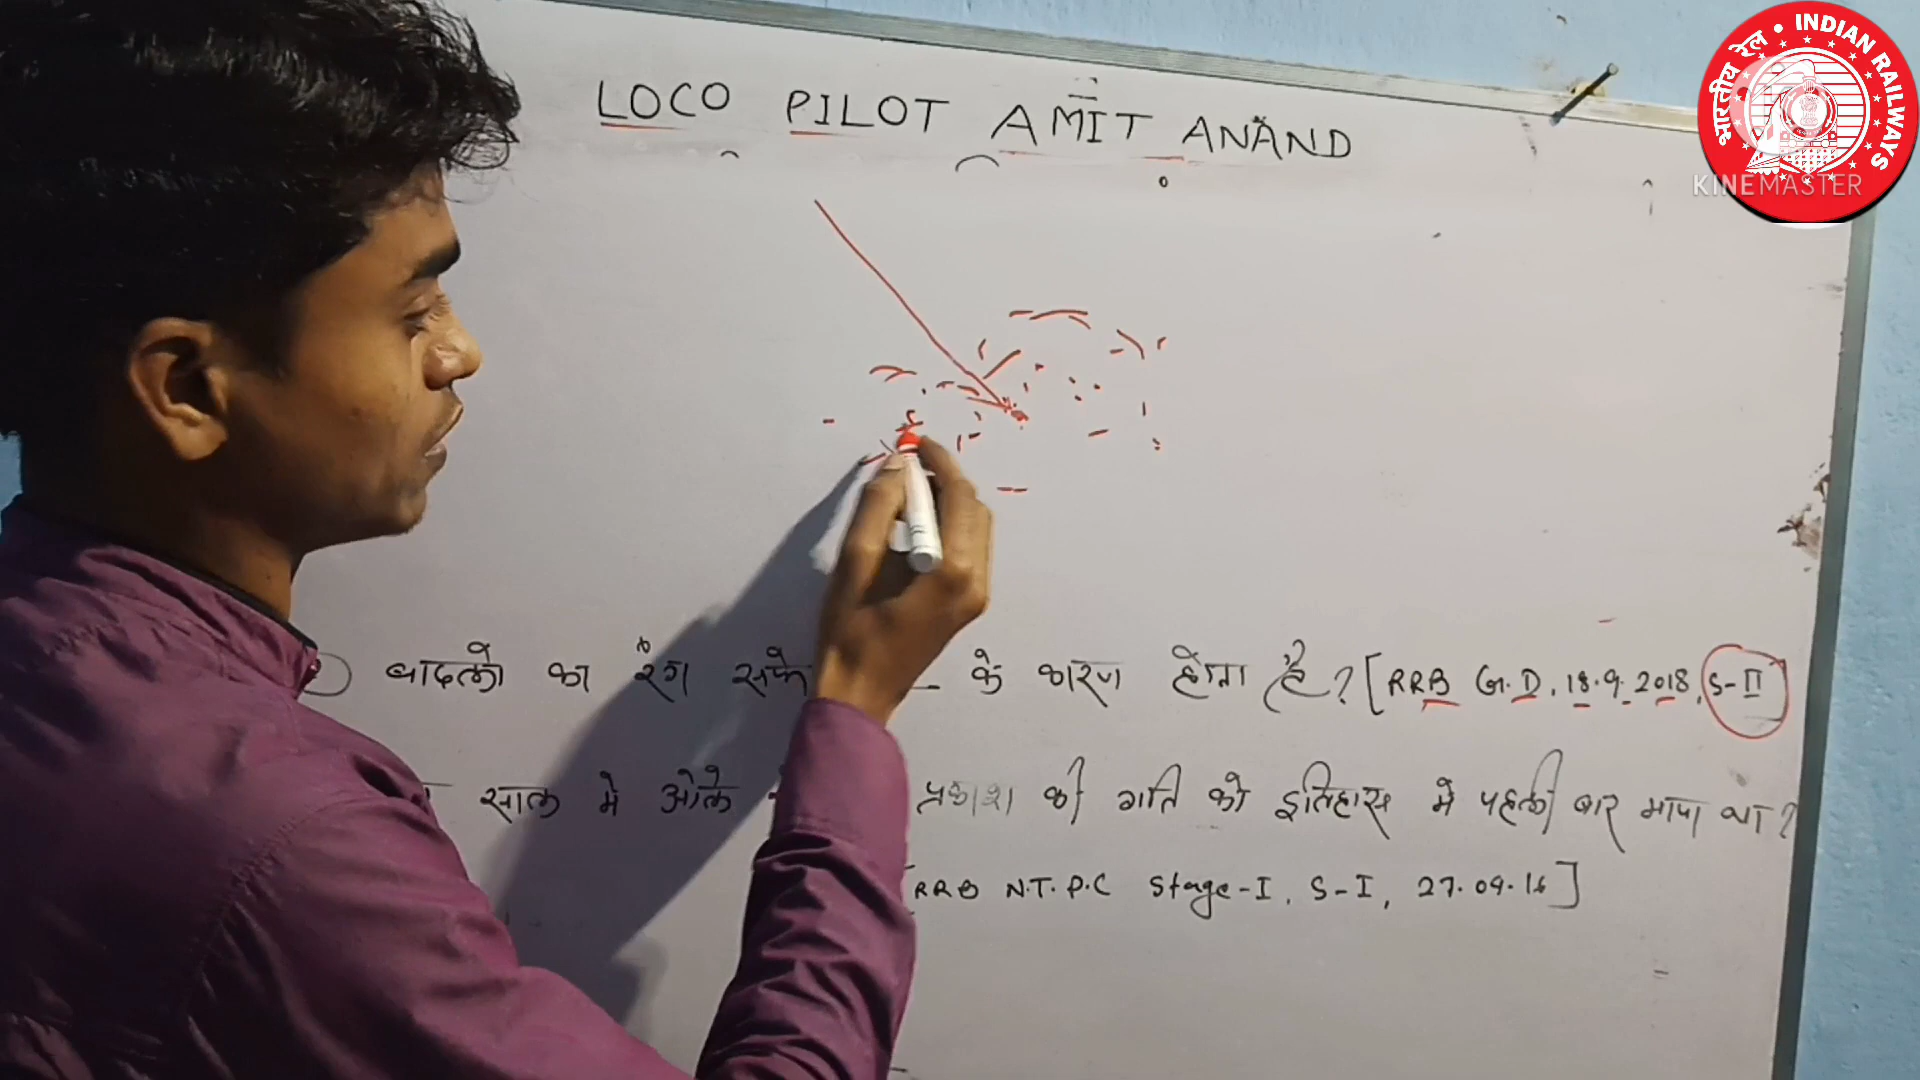 LOCO PILOT AMIT ANAND
भारतीय रेल • INDIAN RAILWAYS
KINEMASTER
बादलो का रंग सफे के कारण होता है? [RRB G.D, 18.9.2018, S-II]
साल मे ओले प्रकाश की गति को इतिहास मे पहली बार मापा था?
[RRB N.T.P.C Stage-I, S-I, 27.04.16]